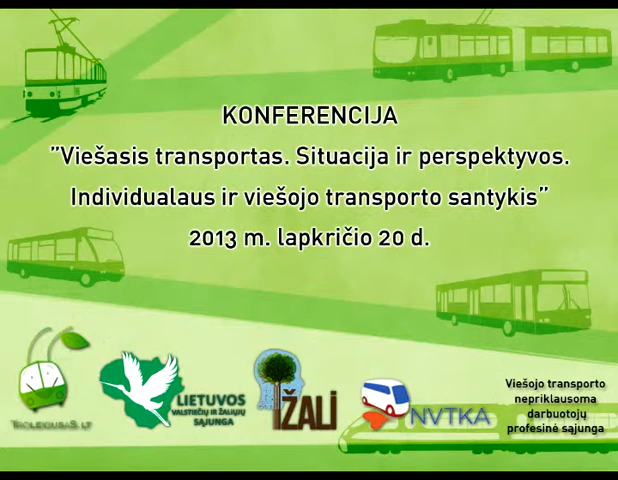 KONFERENCIJA
”Viešasis transportas. Situacija ir perspektyvos.
Individualaus ir viešojo transporto santykis”
2013 m. lapkričio 20 d.
TROLEIBUSAS.LT
LIETUVOS
VALSTIEČIŲ IR ŽALIŲJŲ
SĄJUNGA
ŽALI
NVTKA
Viešojo transporto
nepriklausoma
darbuotojų
profesinė sąjunga